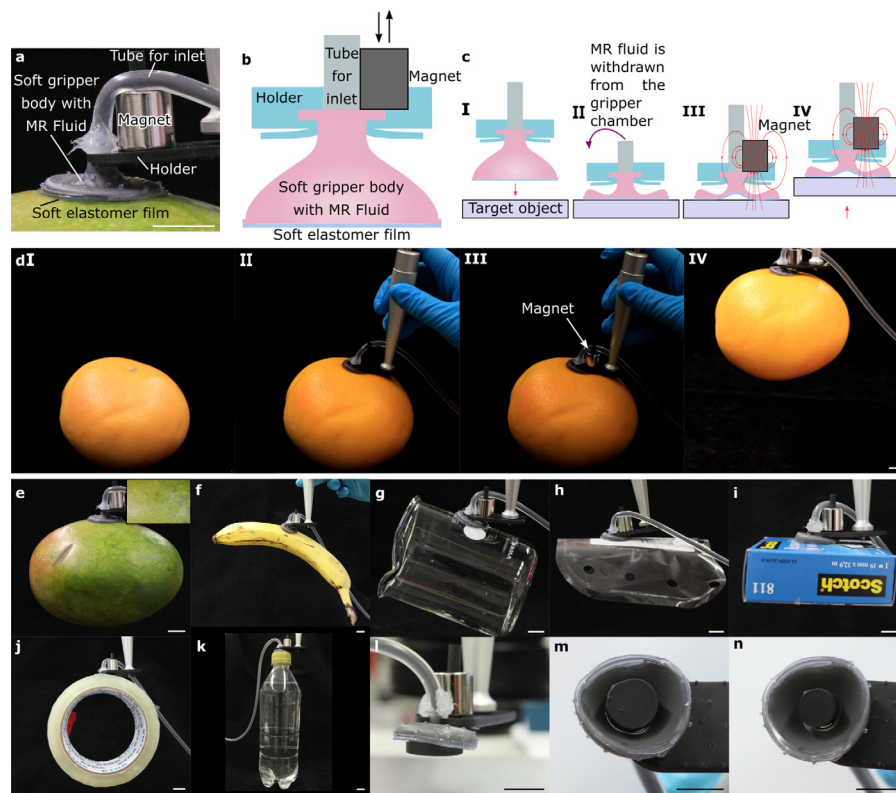 a
Tube for inlet
Soft gripper
body with
MR Fluid
Magnet
Holder
Soft elastomer film
b
Tube
for
inlet
Magnet
Holder
Soft gripper body
with MR Fluid
Soft elastomer film
c
MR fluid is
withdrawn
from the
gripper
chamber
I
II
III
Magnet
IV
Target object
d I
II
III
Magnet
IV
e
f
g
h
i
Scotch
811
j
k
l
m
n